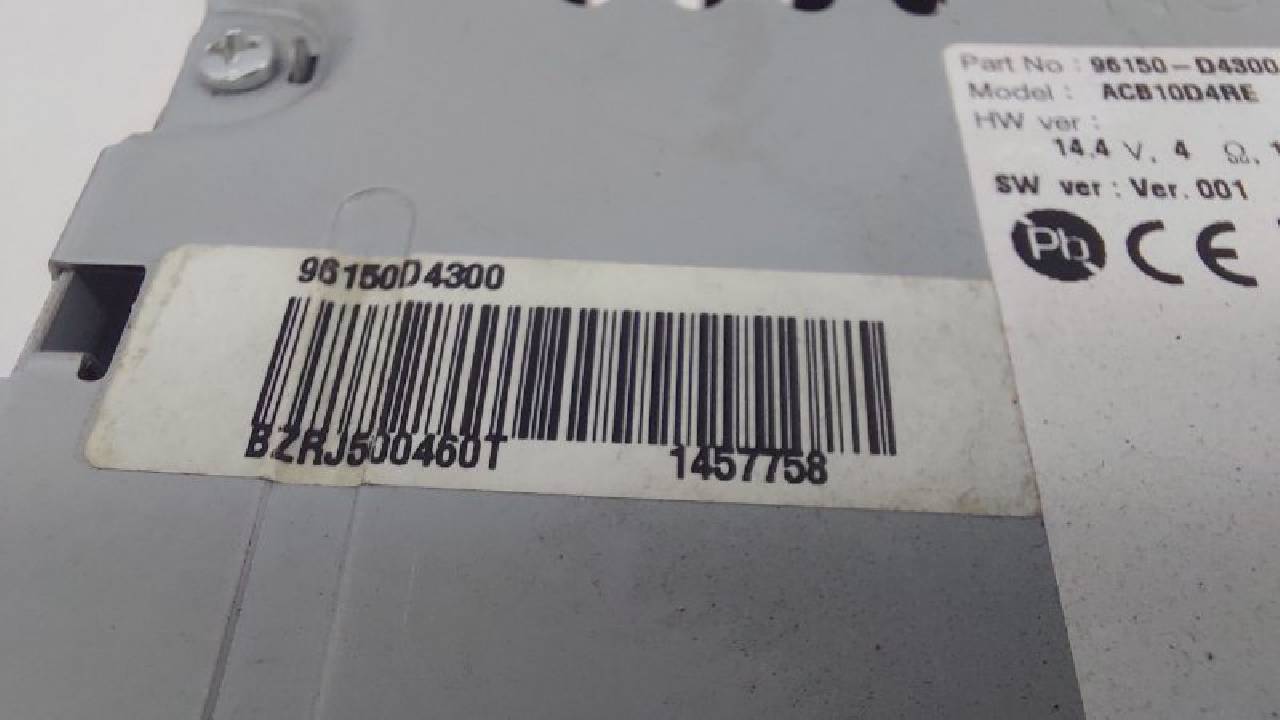 Part No : 96150-D4300
Model : ACB10D4RE
HW ver :
14.4 V, 4 Ω, 1
SW ver : Ver. 001
Pb CE
96150D4300
BZRJ500460T 1457758